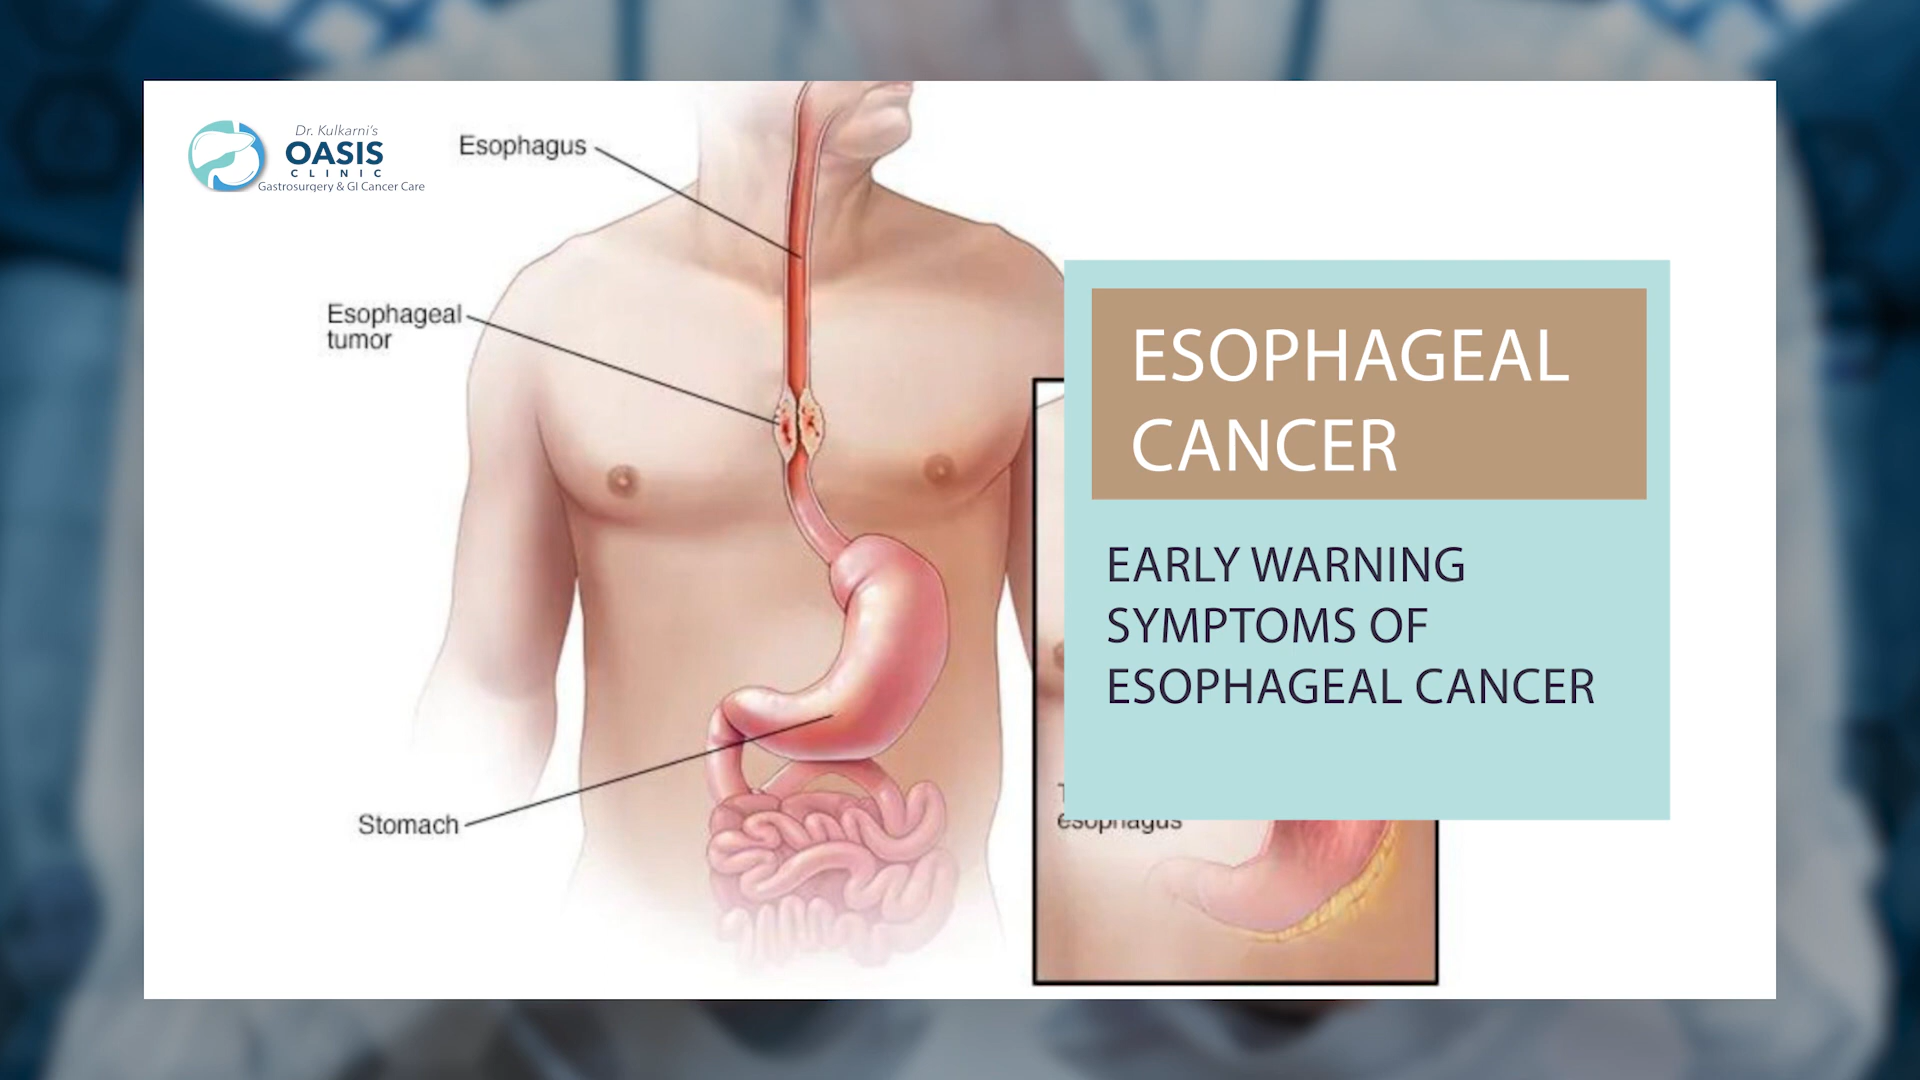 Dr. Kulkarni's
OASIS
CLINIC
Gastrosurgery & GI Cancer Care
Esophagus
Esophageal
tumor
Stomach
ESOPHAGEAL
CANCER
EARLY WARNING
SYMPTOMS OF
ESOPHAGEAL CANCER
esophagus